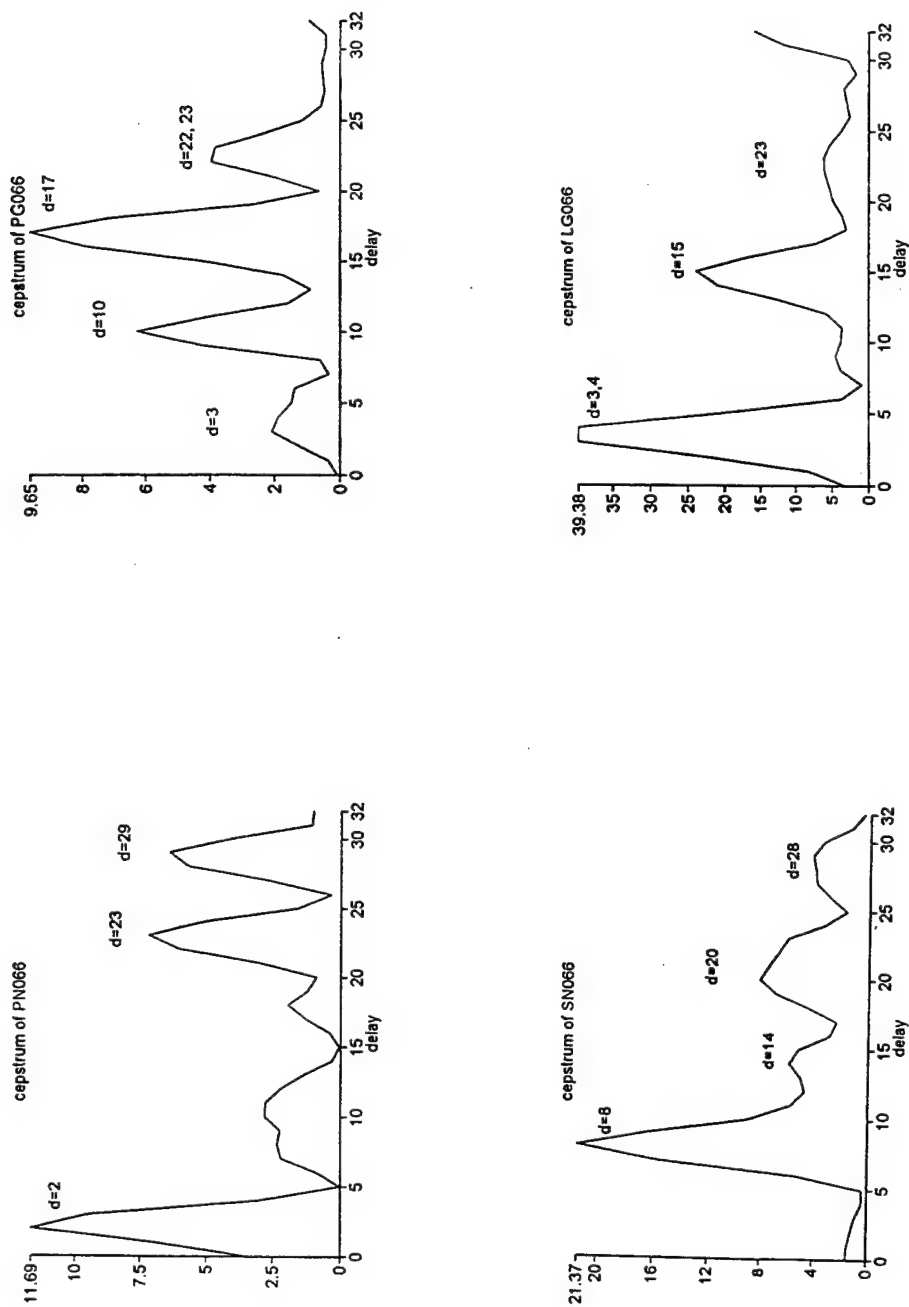 cepstrum of PN066
11.69
10
7.5
5
2.5
0
d=2
d=23
d=29
0 5 10 15 20 25 30 32
delay
cepstrum of PG066
9.65
8
6
4
2
0
d=3
d=10
d=17
d=22, 23
0 5 10 15 20 25 30 32
delay
cepstrum of SN066
21.37
20
16
12
8
4
0
d=8
d=14
d=20
d=28
0 5 10 15 20 25 30 32
delay
cepstrum of LG066
39.38
35
30
25
20
15
10
5
0
d=3,4
d=15
d=23
0 5 10 15 20 25 30 32
delay